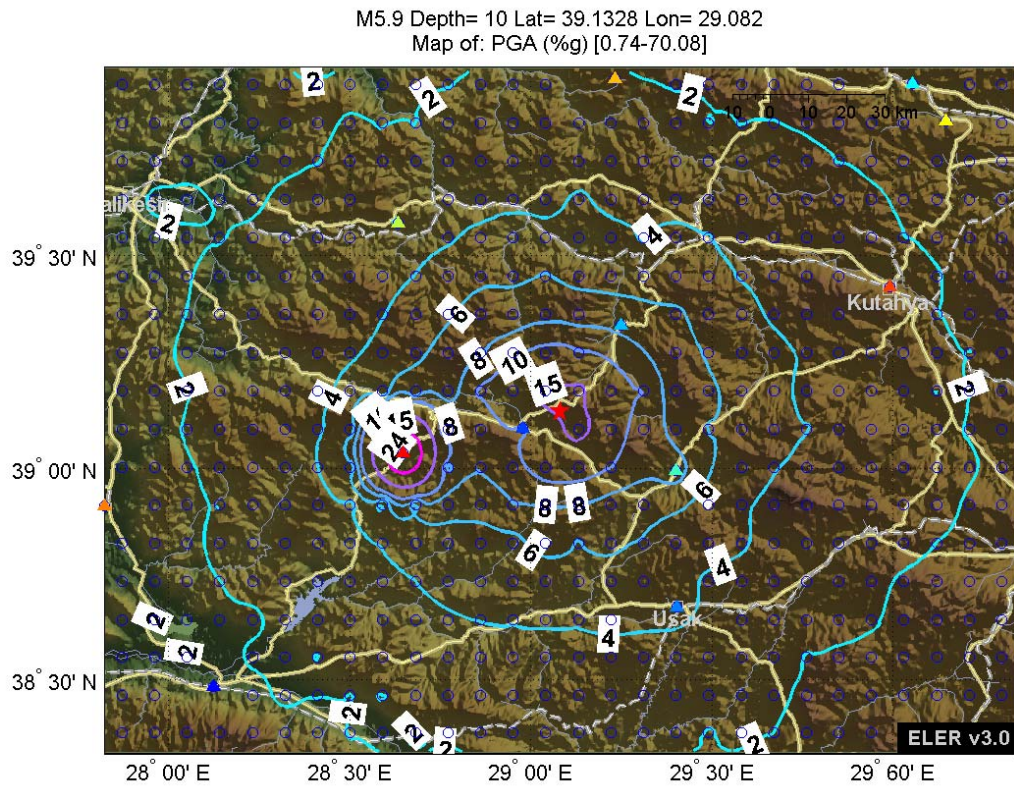 M5.9 Depth= 10 Lat= 39.1328 Lon= 29.082
Map of: PGA (%g) [0.74-70.08]
2
2
2
10 0 10 20 30 km
alikesir
2
4
39° 30' N
Kutahya
6
8
10
15
2
2
4
15
8
24
39° 00' N
6
8
8
6
4
2
Usak
4
2
38° 30' N
2
2
2
2
ELER v3.0
28° 00' E
28° 30' E
29° 00' E
29° 30' E
29° 60' E